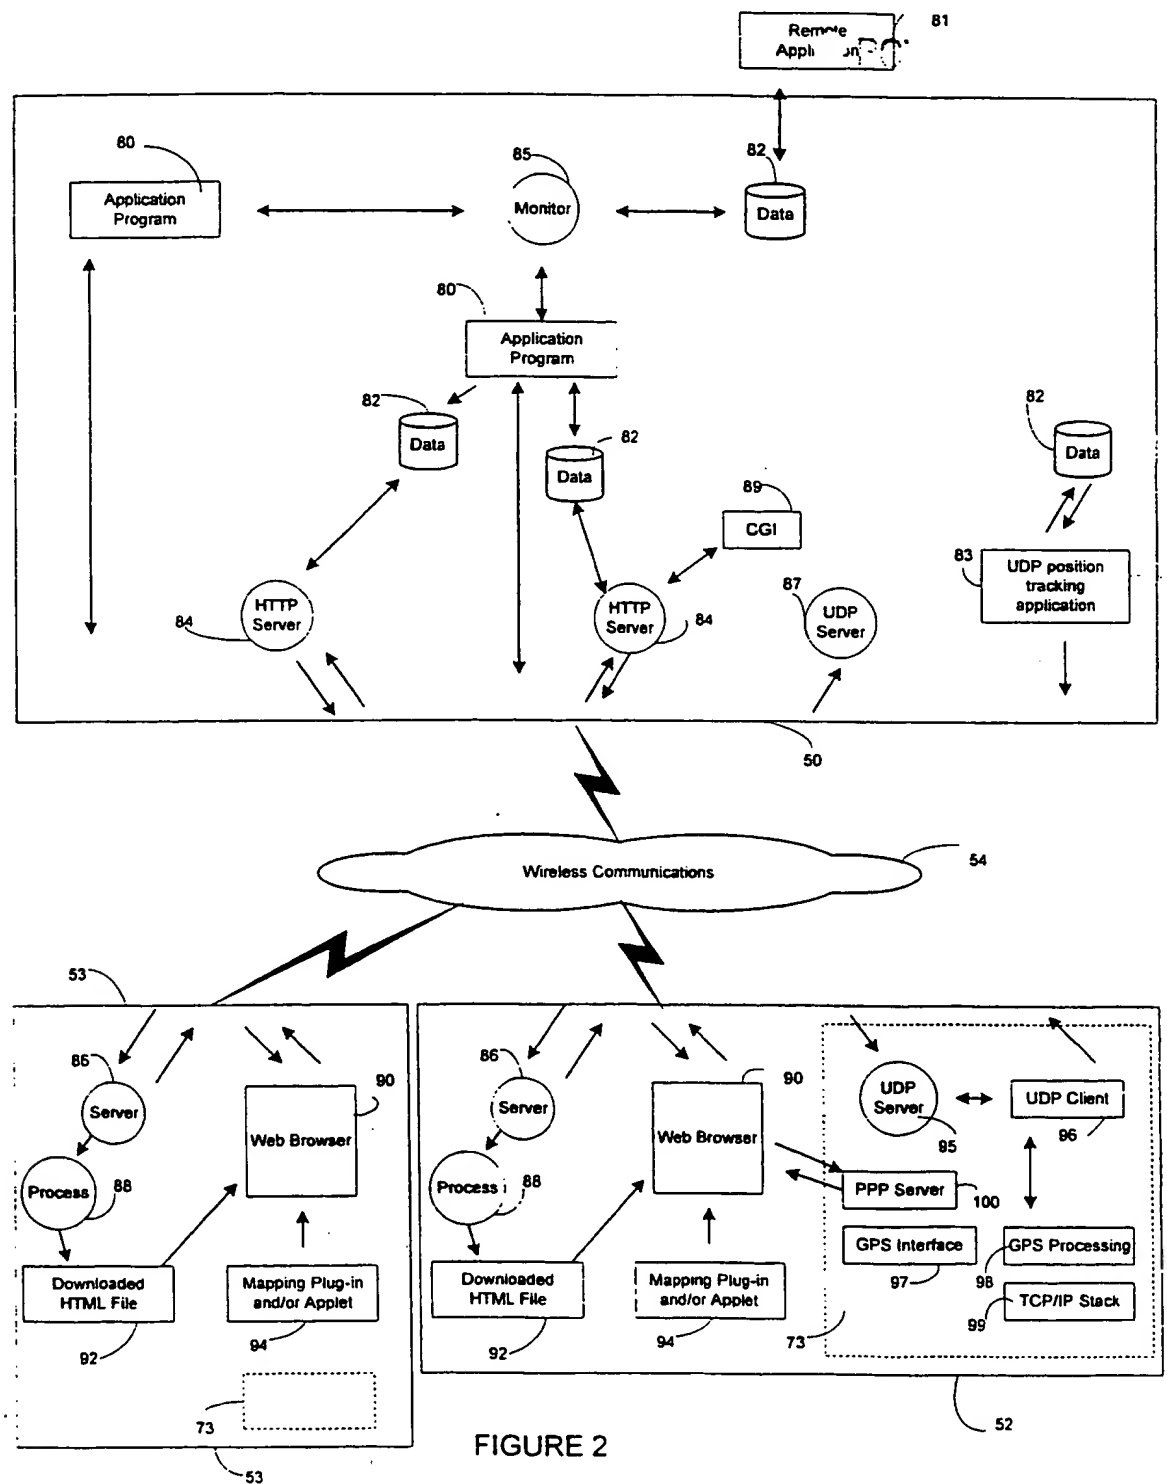 81
Remote
80
85
82
Application
Program
Monitor
Data
80
Application
Program
82
Data
82
Data
82
Data
89
CGI
83
UDP position
tracking
application
87
UDP
Server
HTTP
Server
84
HTTP
Server
84
50
54
Wireless Communications
53
86
Server
90
Web Browser
Process
88
Downloaded
HTML File
92
Mapping Plug-in
and/or Applet
94
73
53
86
Server
90
Web Browser
Process
88
Downloaded
HTML File
92
Mapping Plug-in
and/or Applet
94
UDP
Server
95
UDP Client
96
PPP Server
100
GPS Interface
97
GPS Processing
98
TCP/IP Stack
99
73
52
FIGURE 2